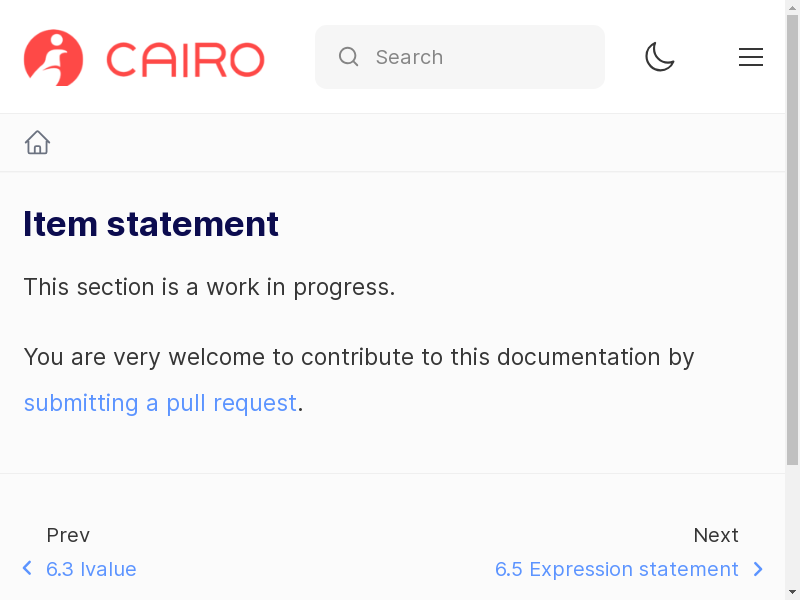 CAIRO
Search
Item statement
This section is a work in progress.
You are very welcome to contribute to this documentation by
submitting a pull request.
Prev
6.3 lvalue
Next
6.5 Expression statement